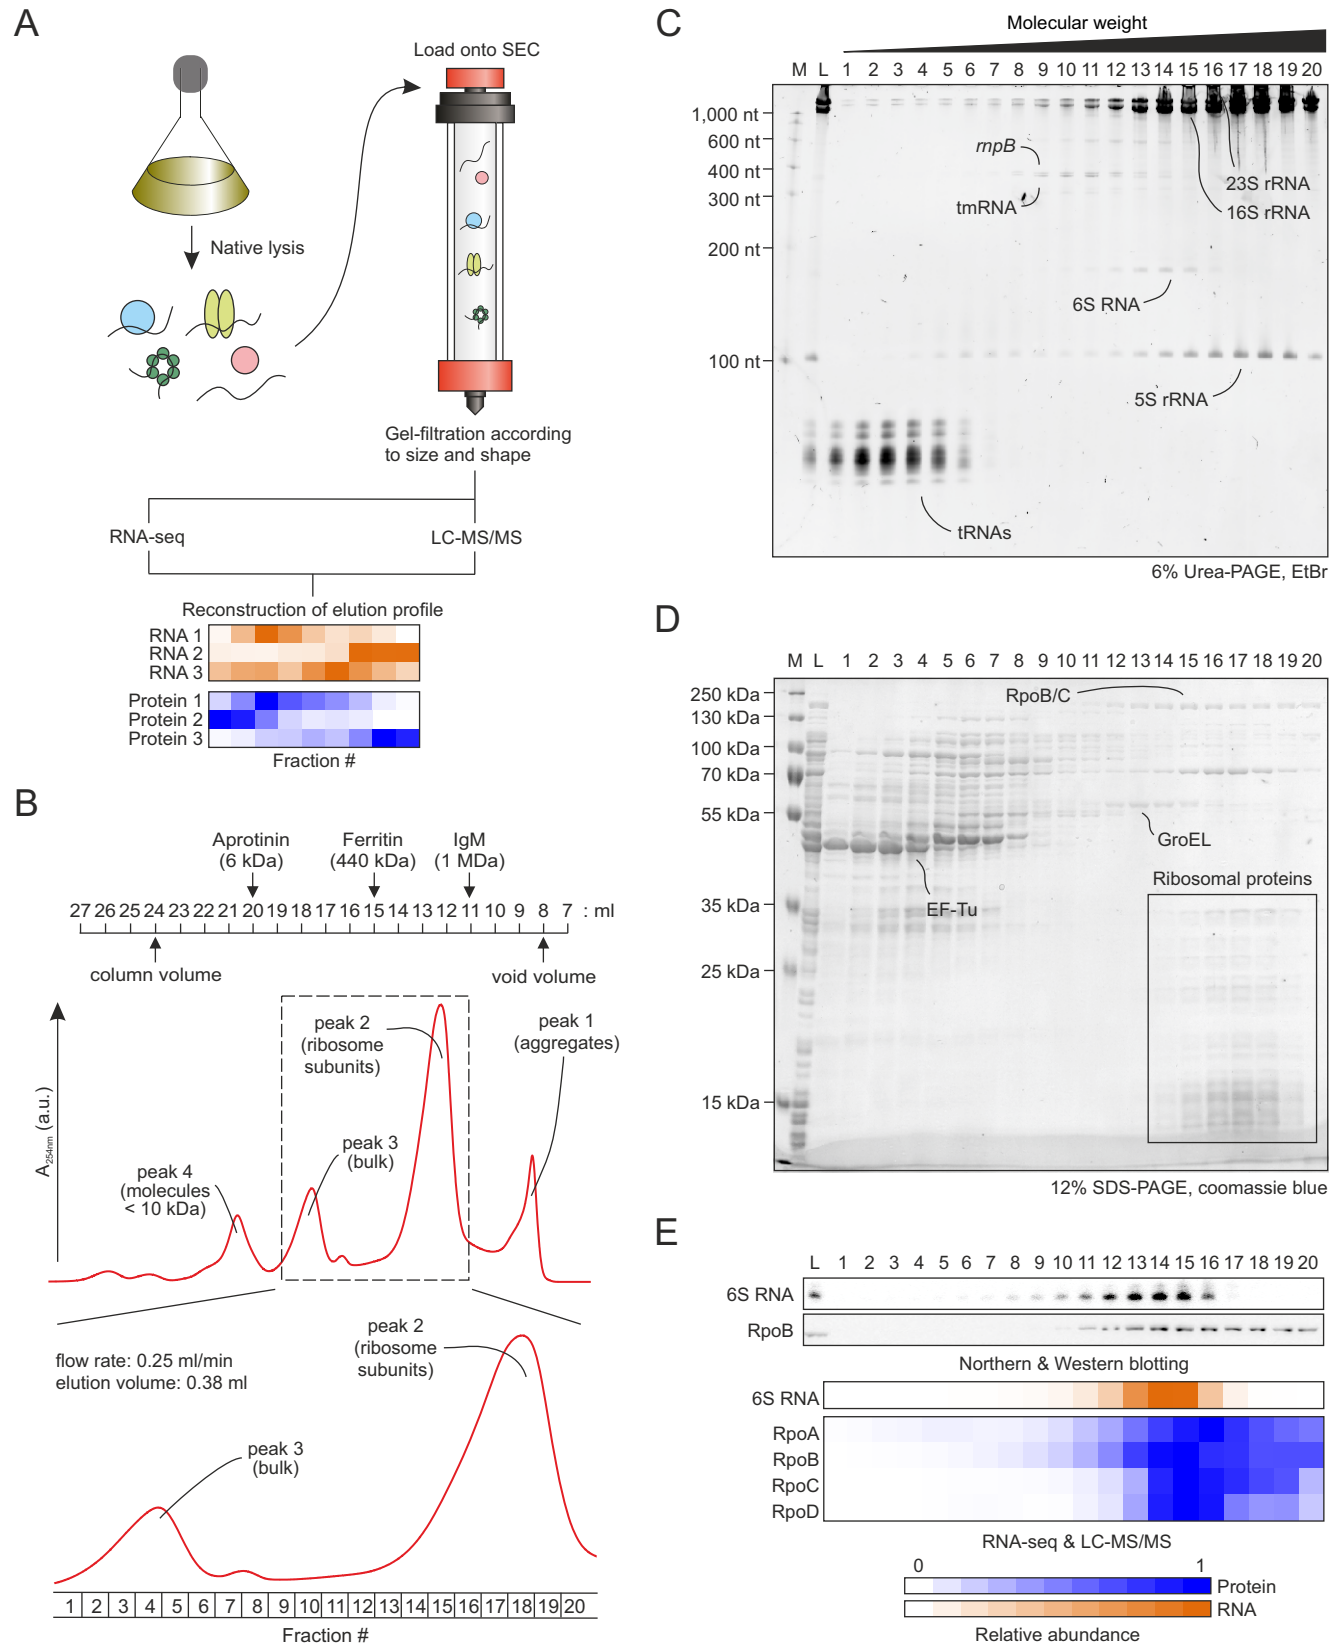 A
Load onto SEC
Native lysis
Gel-filtration according
to size and shape
RNA-seq
LC-MS/MS
Reconstruction of elution profile
RNA 1
RNA 2
RNA 3
Protein 1
Protein 2
Protein 3
Fraction #
B
Aprotinin
(6 kDa)
Ferritin
(440 kDa)
IgM
(1 MDa)
27 26 25 24 23 22 21 20 19 18 17 16 15 14 13 12 11 10 9 8 7 : ml
column volume
void volume
A254nm (a.u.)
peak 2
(ribosome
subunits)
peak 1
(aggregates)
peak 3
(bulk)
peak 4
(molecules
< 10 kDa)
flow rate: 0.25 ml/min
elution volume: 0.38 ml
peak 2
(ribosome
subunits)
peak 3
(bulk)
1 2 3 4 5 6 7 8 9 10 11 12 13 14 15 16 17 18 19 20
Fraction #
C
Molecular weight
M L 1 2 3 4 5 6 7 8 9 10 11 12 13 14 15 16 17 18 19 20
1,000 nt
600 nt
400 nt
300 nt
200 nt
100 nt
rnpB
tmRNA
23S rRNA
16S rRNA
6S RNA
5S rRNA
tRNAs
6% Urea-PAGE, EtBr
D
M L 1 2 3 4 5 6 7 8 9 10 11 12 13 14 15 16 17 18 19 20
250 kDa
130 kDa
100 kDa
70 kDa
55 kDa
35 kDa
25 kDa
15 kDa
RpoB/C
GroEL
EF-Tu
Ribosomal proteins
12% SDS-PAGE, coomassie blue
E
L 1 2 3 4 5 6 7 8 9 10 11 12 13 14 15 16 17 18 19 20
6S RNA
RpoB
Northern & Western blotting
6S RNA
RpoA
RpoB
RpoC
RpoD
RNA-seq & LC-MS/MS
0 1
Protein
RNA
Relative abundance